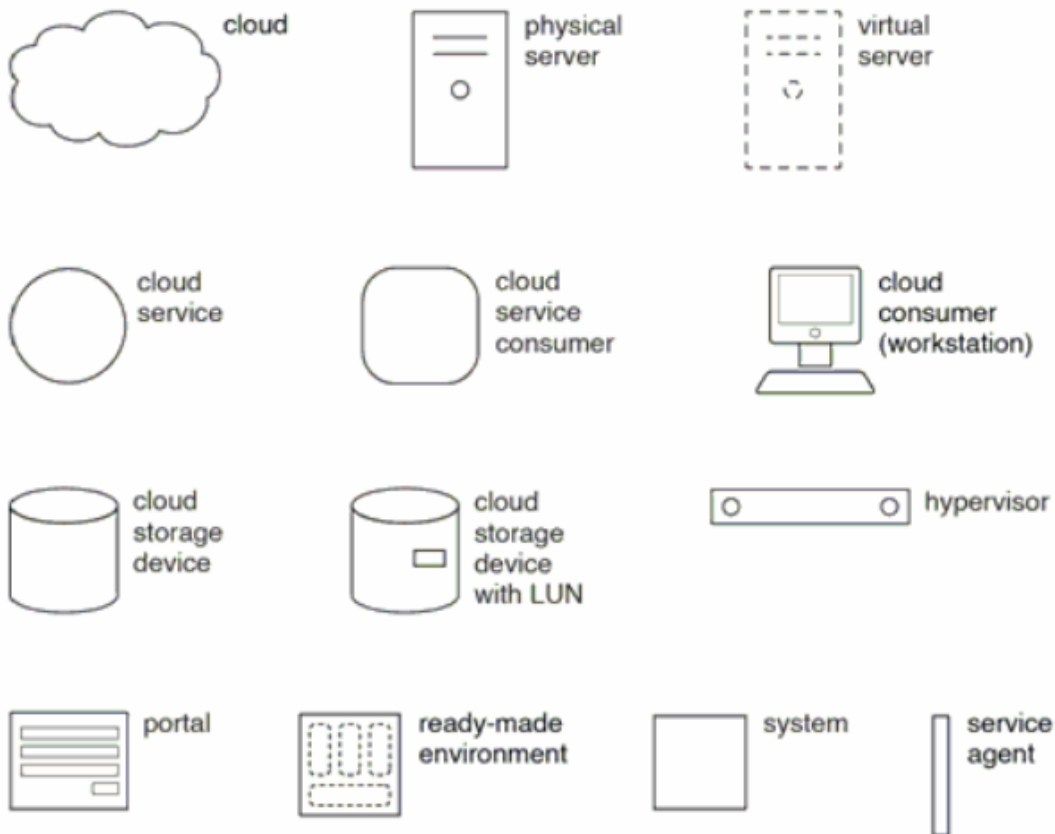 cloud
physical
server
virtual
server
cloud
service
cloud
service
consumer
cloud
consumer
(workstation)
cloud
storage
device
cloud
storage
device
with LUN
hypervisor
portal
ready-made
environment
system
service
agent